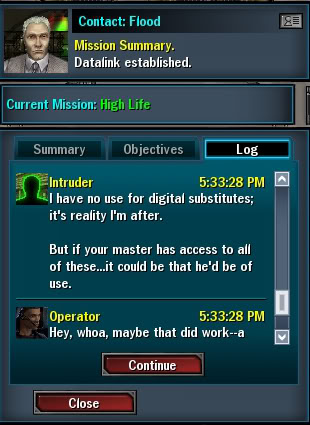 Contact: Flood
Mission Summary.
Datalink established.
Current Mission: High Life
Summary
Objectives
Log
Intruder 5:33:28 PM
I have no use for digital substitutes;
it's reality I'm after.
But if your master has access to all
of these...it could be that he'd be of
use.
Operator 5:33:28 PM
Hey, whoa, maybe that did work--a
Continue
Close